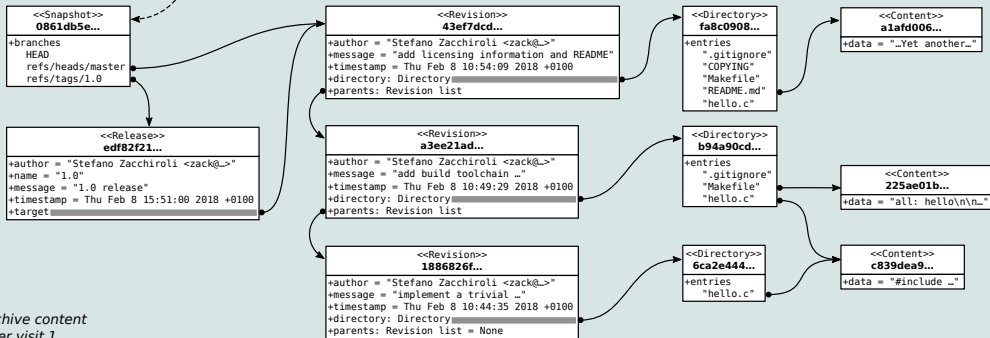 <<Snapshot>>
0861db5e…
+branches
HEAD
refs/heads/master
refs/tags/1.0
<<Release>>
edf82f21…
+author = "Stefano Zacchiroli <zack@…>"
+name = "1.0"
+message = "1.0 release"
+timestamp = Thu Feb 8 15:51:00 2018 +0100
+target
<<Revision>>
43ef7dcd…
+author = "Stefano Zacchiroli <zack@…>"
+message = "add licensing information and README"
+timestamp = Thu Feb 8 10:54:09 2018 +0100
+directory: Directory
+parents: Revision list
<<Revision>>
a3ee21ad…
+author = "Stefano Zacchiroli <zack@…>"
+message = "add build toolchain …"
+timestamp = Thu Feb 8 10:49:29 2018 +0100
+directory: Directory
+parents: Revision list
<<Revision>>
1886826f…
+author = "Stefano Zacchiroli <zack@…>"
+message = "implement a trivial …"
+timestamp = Thu Feb 8 10:44:35 2018 +0100
+directory: Directory
+parents: Revision list = None
<<Directory>>
fa8c0908…
+entries
".gitignore"
"COPYING"
"Makefile"
"README.md"
"hello.c"
<<Directory>>
b94a90cd…
+entries
".gitignore"
"Makefile"
"hello.c"
<<Directory>>
6ca2e444…
+entries
"hello.c"
<<Content>>
a1afd006…
+data = "…Yet another…"
<<Content>>
225ae01b…
+data = "all: hello\n\n…"
<<Content>>
c839dea9…
+data = "#include …"
hive content
er visit 1